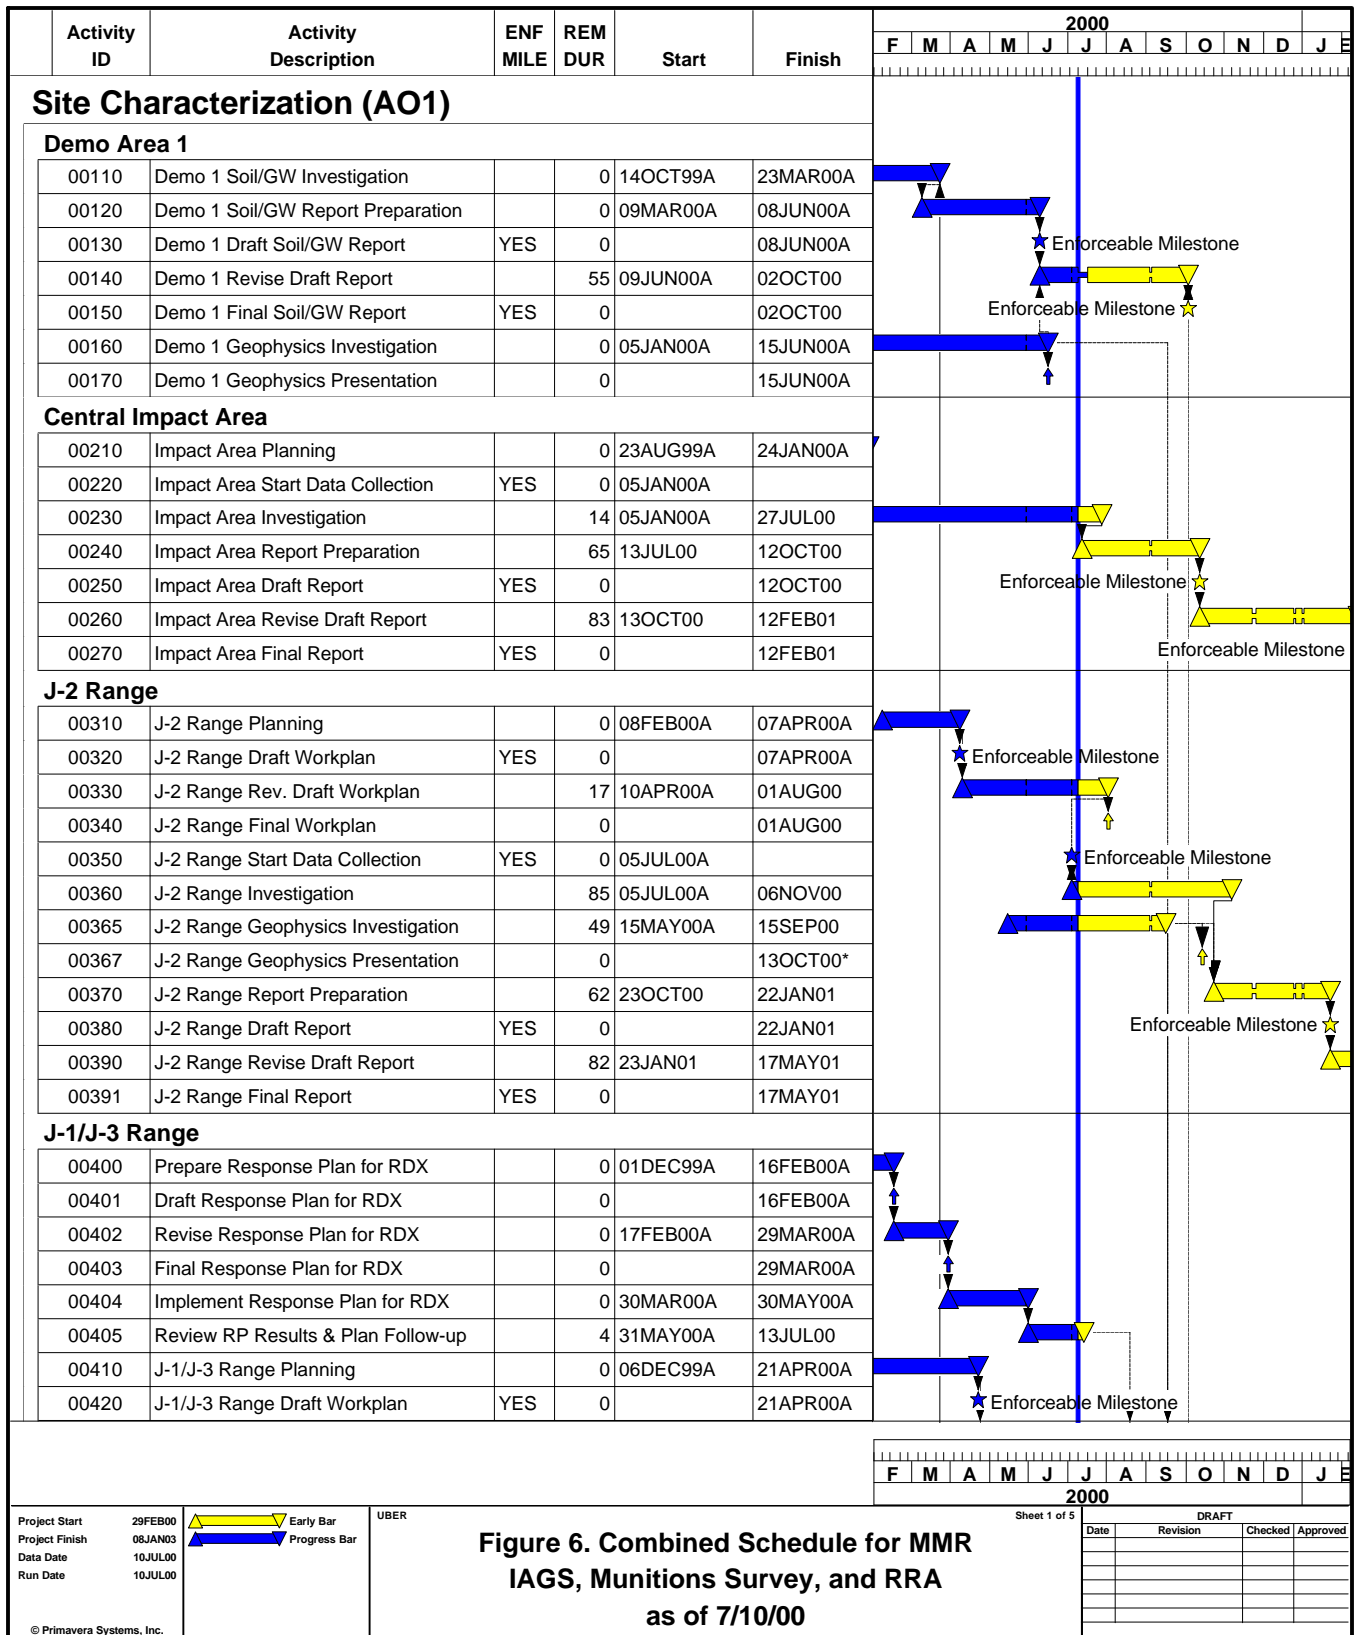 Activity ID Activity Description ENF MILE REM DUR Start Finish
2000
F M A M J J A S O N D J
Site Characterization (AO1)
Demo Area 1
00110 Demo 1 Soil/GW Investigation 0 14OCT99A 23MAR00A
00120 Demo 1 Soil/GW Report Preparation 0 09MAR00A 08JUN00A
00130 Demo 1 Draft Soil/GW Report YES 0 08JUN00A Enforceable Milestone
00140 Demo 1 Revise Draft Report 55 09JUN00A 02OCT00
00150 Demo 1 Final Soil/GW Report YES 0 02OCT00 Enforceable Milestone
00160 Demo 1 Geophysics Investigation 0 05JAN00A 15JUN00A
00170 Demo 1 Geophysics Presentation 0 15JUN00A
Central Impact Area
00210 Impact Area Planning 0 23AUG99A 24JAN00A
00220 Impact Area Start Data Collection YES 0 05JAN00A
00230 Impact Area Investigation 14 05JAN00A 27JUL00
00240 Impact Area Report Preparation 65 13JUL00 12OCT00
00250 Impact Area Draft Report YES 0 12OCT00 Enforceable Milestone
00260 Impact Area Revise Draft Report 83 13OCT00 12FEB01
00270 Impact Area Final Report YES 0 12FEB01 Enforceable Milestone
J-2 Range
00310 J-2 Range Planning 0 08FEB00A 07APR00A
00320 J-2 Range Draft Workplan YES 0 07APR00A Enforceable Milestone
00330 J-2 Range Rev. Draft Workplan 17 10APR00A 01AUG00
00340 J-2 Range Final Workplan 0 01AUG00
00350 J-2 Range Start Data Collection YES 0 05JUL00A Enforceable Milestone
00360 J-2 Range Investigation 85 05JUL00A 06NOV00
00365 J-2 Range Geophysics Investigation 49 15MAY00A 15SEP00
00367 J-2 Range Geophysics Presentation 0 13OCT00*
00370 J-2 Range Report Preparation 62 23OCT00 22JAN01
00380 J-2 Range Draft Report YES 0 22JAN01 Enforceable Milestone
00390 J-2 Range Revise Draft Report 82 23JAN01 17MAY01
00391 J-2 Range Final Report YES 0 17MAY01
J-1/J-3 Range
00400 Prepare Response Plan for RDX 0 01DEC99A 16FEB00A
00401 Draft Response Plan for RDX 0 16FEB00A
00402 Revise Response Plan for RDX 0 17FEB00A 29MAR00A
00403 Final Response Plan for RDX 0 29MAR00A
00404 Implement Response Plan for RDX 0 30MAR00A 30MAY00A
00405 Review RP Results & Plan Follow-up 4 31MAY00A 13JUL00
00410 J-1/J-3 Range Planning 0 06DEC99A 21APR00A
00420 J-1/J-3 Range Draft Workplan YES 0 21APR00A Enforceable Milestone
F M A M J J A S O N D J
2000
Project Start 29FEB00
Project Finish 08JAN03
Data Date 10JUL00
Run Date 10JUL00
© Primavera Systems, Inc.
Early Bar
Progress Bar
UBER
Sheet 1 of 5
Figure 6. Combined Schedule for MMR
IAGS, Munitions Survey, and RRA
as of 7/10/00
DRAFT
Date Revision Checked Approved